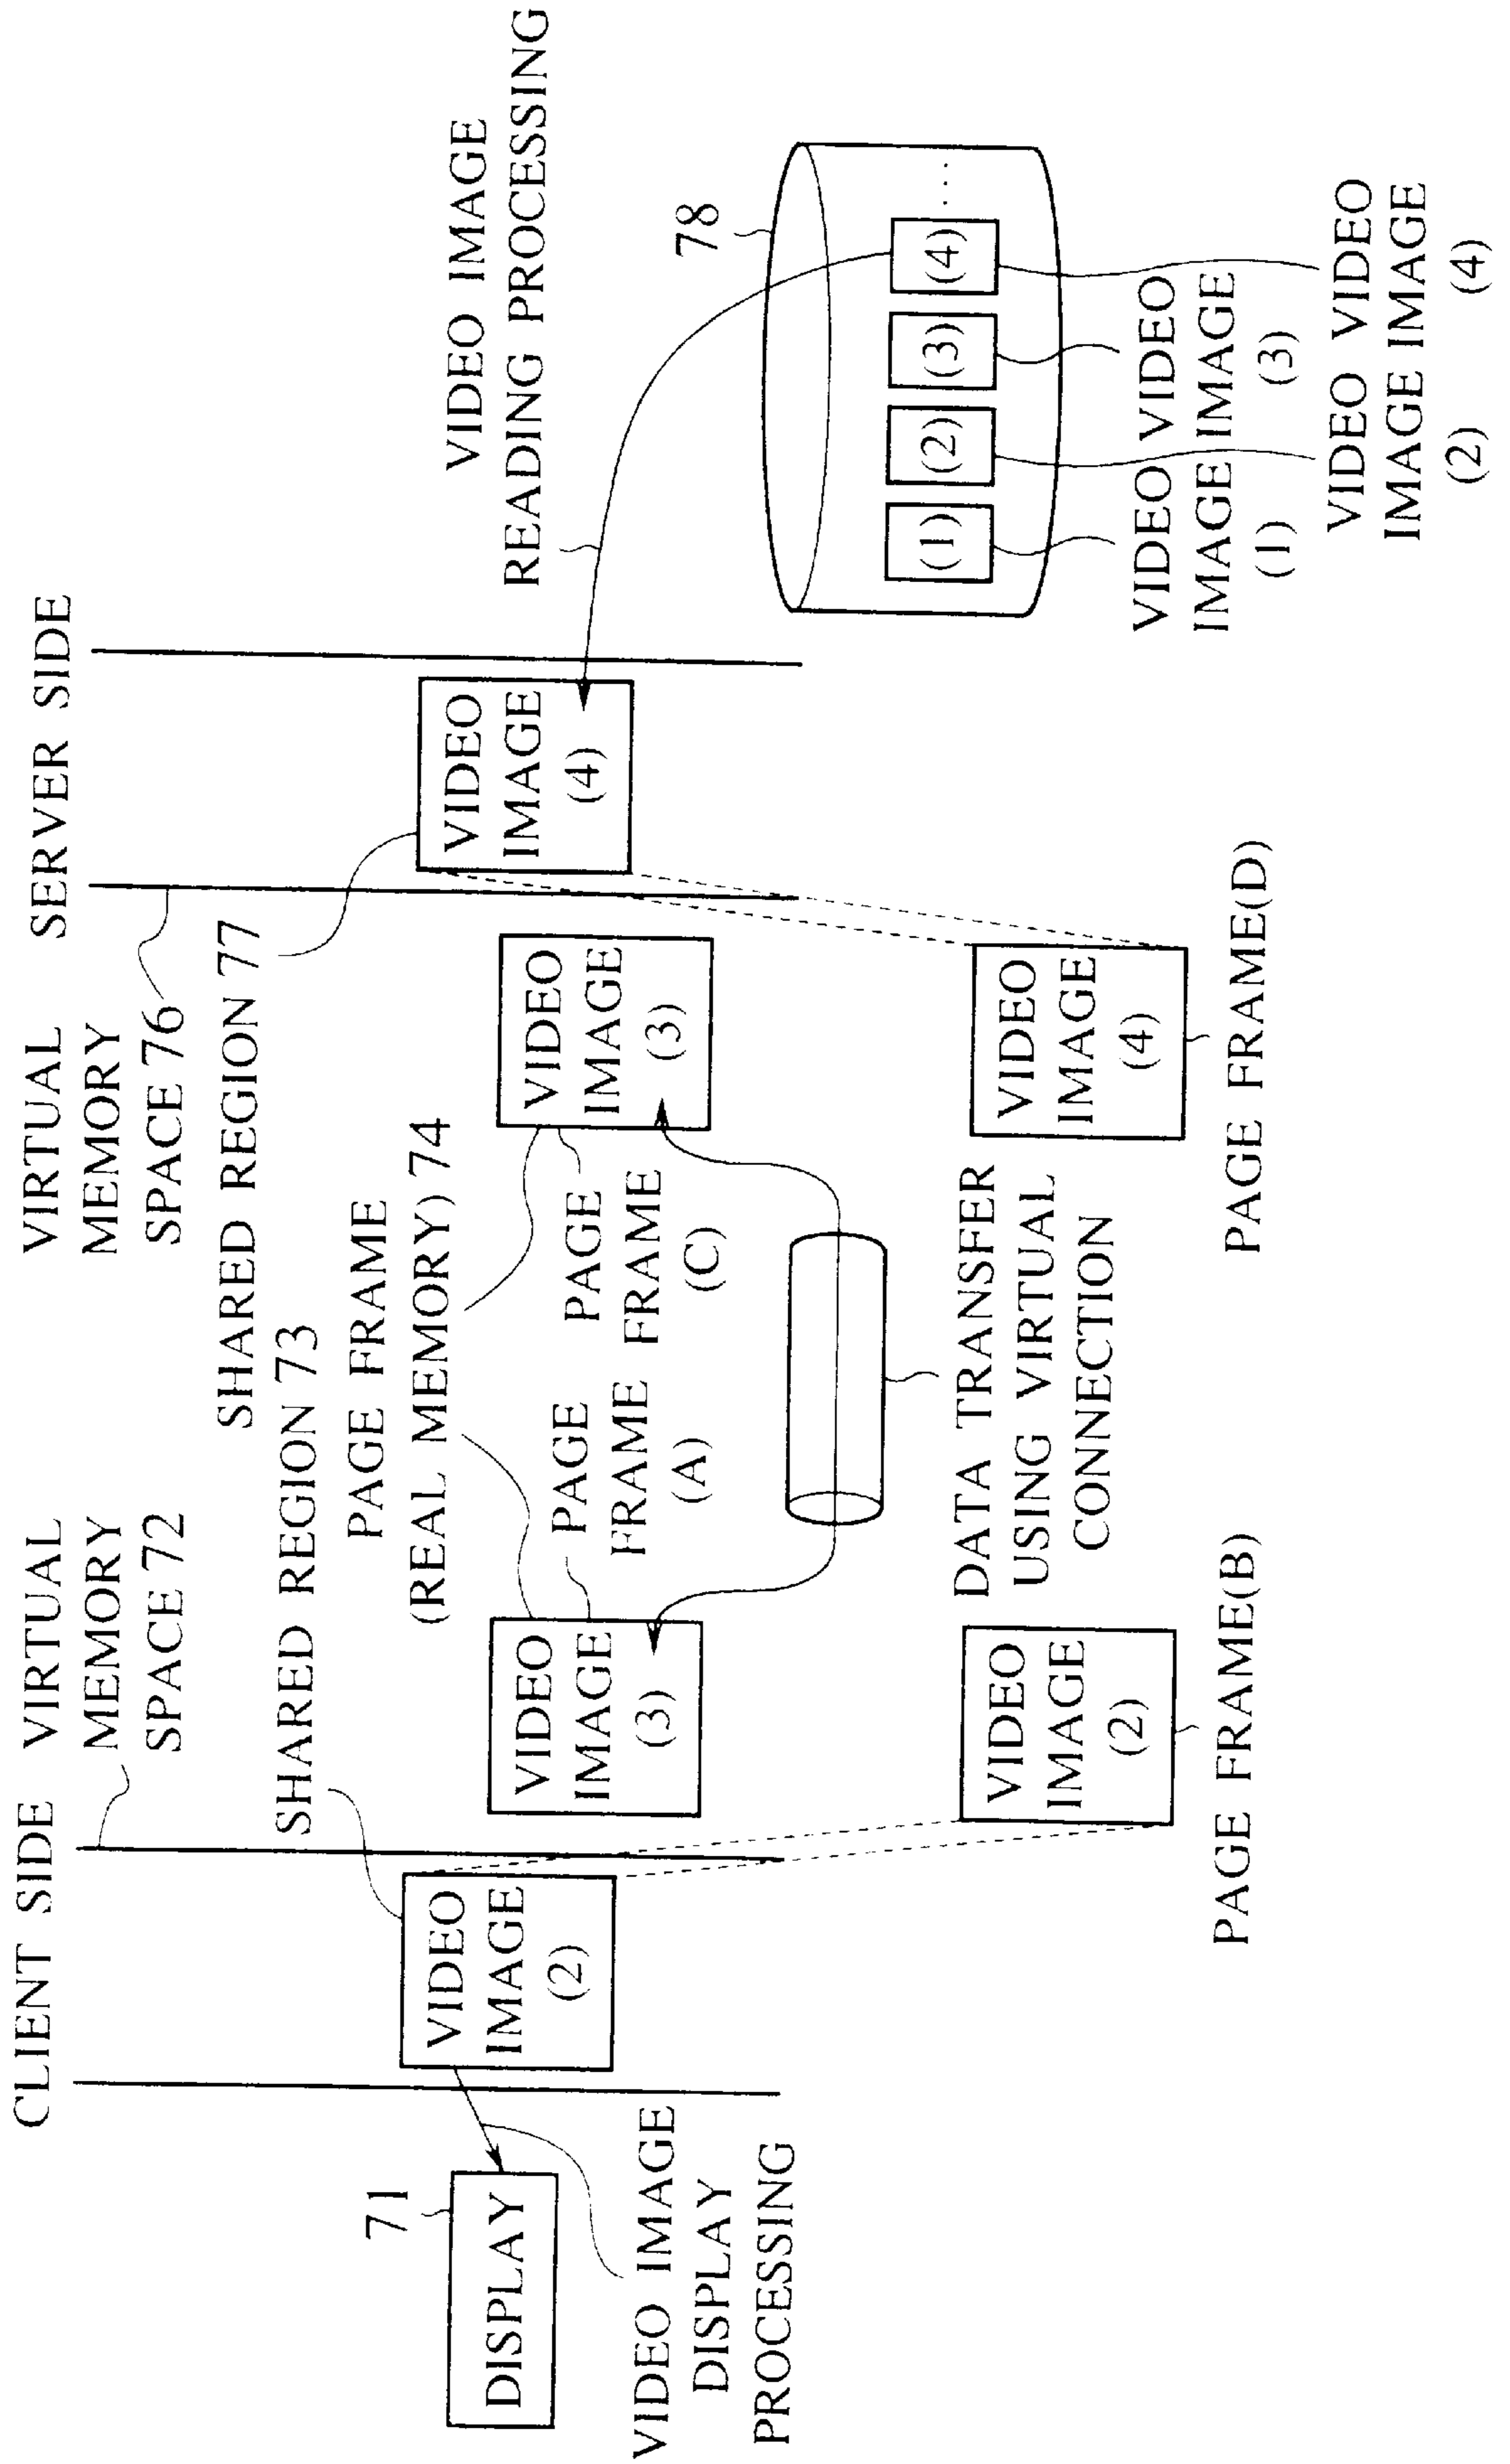 CLIENT SIDE
VIRTUAL
MEMORY
SPACE 72
VIRTUAL
MEMORY
SPACE 76
SERVER SIDE
SHARED REGION 77
SHARED REGION 73
PAGE FRAME
(REAL MEMORY) 74
71
DISPLAY
VIDEO IMAGE
DISPLAY
PROCESSING
VIDEO
IMAGE
(2)
VIDEO
IMAGE
(3)
PAGE
FRAME
(A)
PAGE
FRAME
(C)
VIDEO
IMAGE
(3)
VIDEO
IMAGE
(4)
VIDEO IMAGE
READING PROCESSING
78
(1)
(2)
(3)
(4)
....
VIDEO
IMAGE
(1)
VIDEO
IMAGE
(3)
VIDEO
IMAGE
(2)
VIDEO
IMAGE
(4)
DATA TRANSFER
USING VIRTUAL
CONNECTION
VIDEO
IMAGE
(2)
PAGE FRAME(B)
VIDEO
IMAGE
(4)
PAGE FRAME(D)